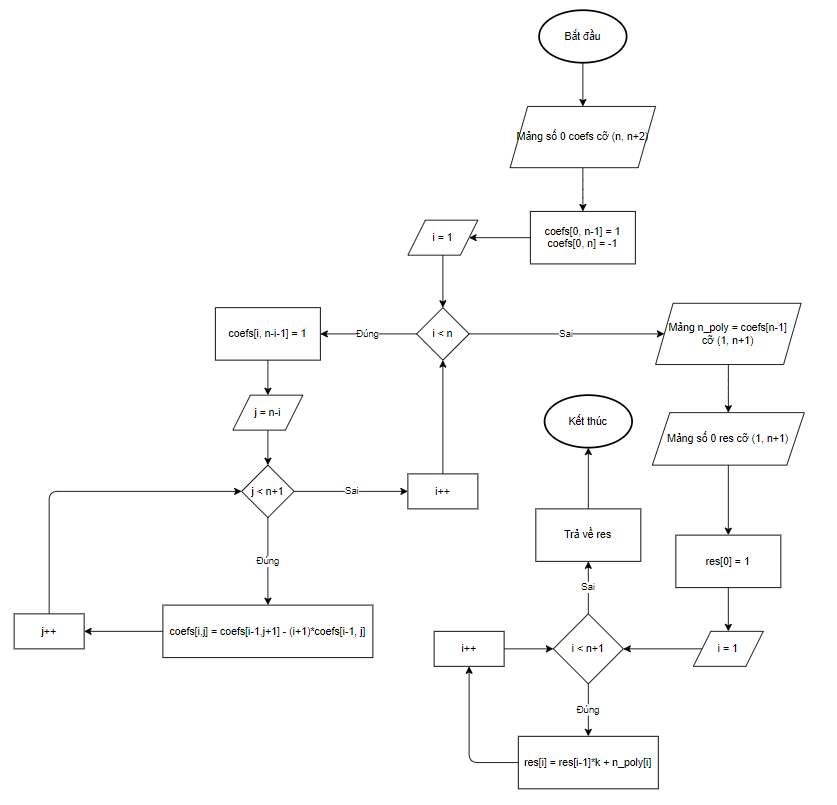 Bắt đầu
Mảng số 0 coefs cỡ (n, n+2)
coefs[0, n-1] = 1
coefs[0, n] = -1
i = 1
i < n
Đúng
Sai
coefs[i, n-i-1] = 1
j = n-i
j < n+1
Sai
i++
Đúng
coefs[i,j] = coefs[i-1,j+1] - (i+1)*coefs[i-1, j]
j++
Mảng n_poly = coefs[n-1]
cỡ (1, n+1)
Mảng số 0 res cỡ (1, n+1)
res[0] = 1
i = 1
i < n+1
Đúng
res[i] = res[i-1]*k + n_poly[i]
i++
Sai
Trả về res
Kết thúc